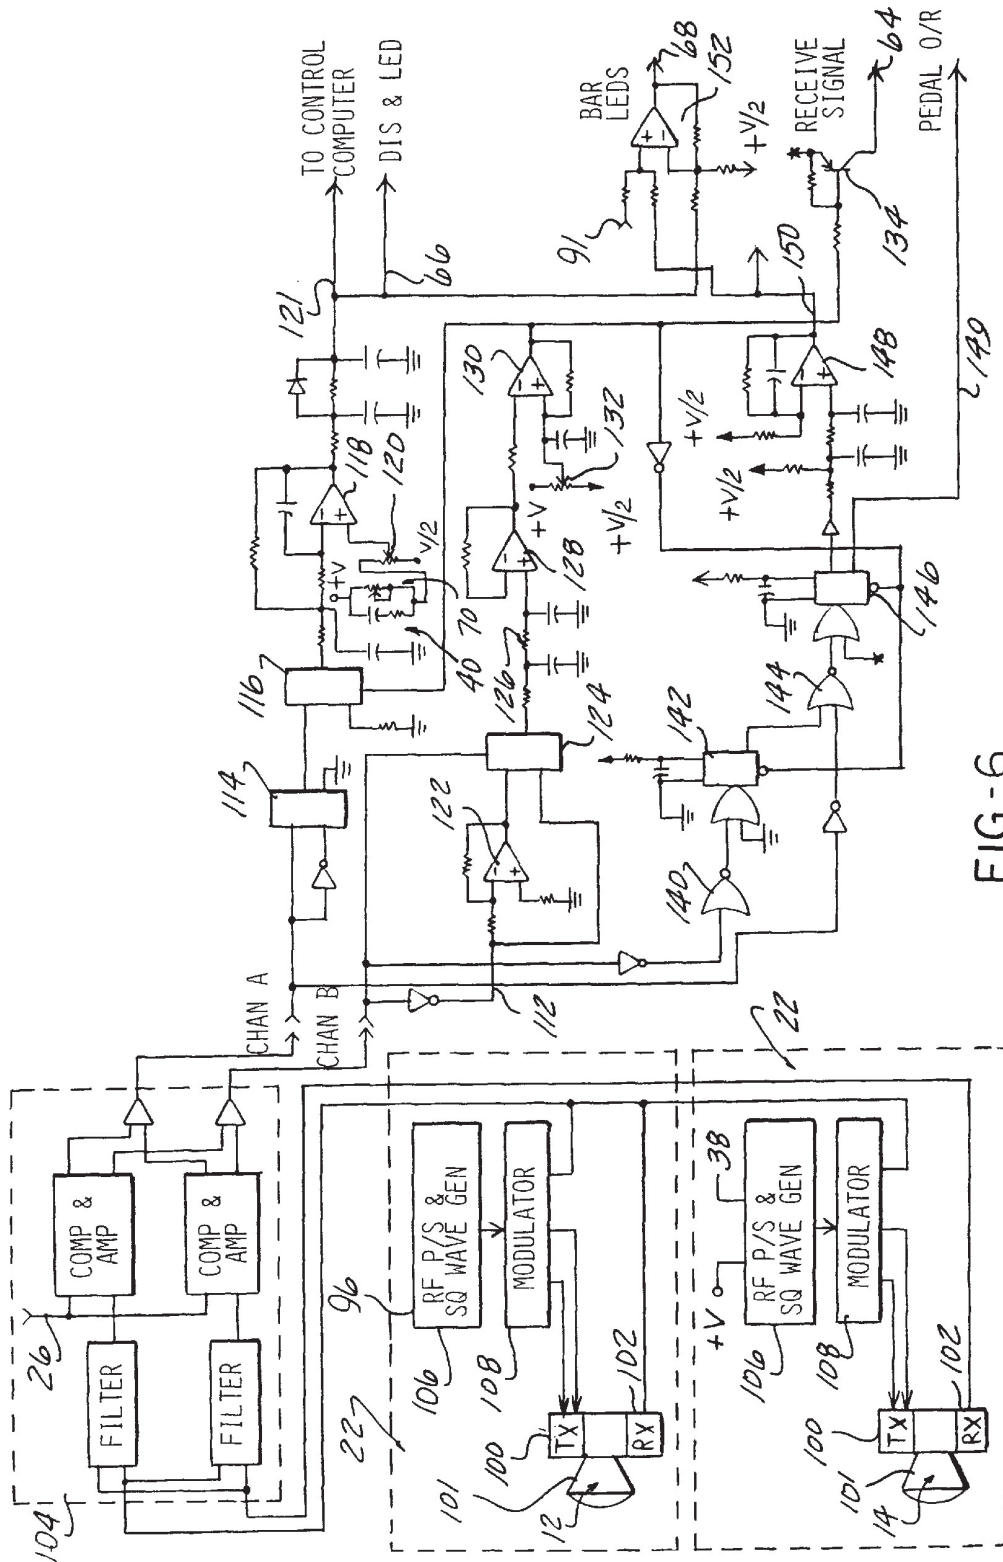 TO CONTROL
COMPUTER
DIS & LED
121
66
BAR
LEDS
68
152
91
+V/2
RECEIVE
SIGNAL
64
PEDAL O/R
134
149
150
148
+V/2
+V/2
130
132
+V
+V/2
128
126
124
118
120
+V
V/2
70
40
116
114
122
112
142
140
144
146
CHAN A
CHAN B
104
26
FILTER
FILTER
COMP &
AMP
COMP &
AMP
22
96
RF P/S &
SQ WAVE GEN
106
MODULATOR
108
TX
100
101
12
RX
102
22
+V
38
RF P/S &
SQ WAVE GEN
106
MODULATOR
108
TX
100
101
14
RX
102
FIG-6